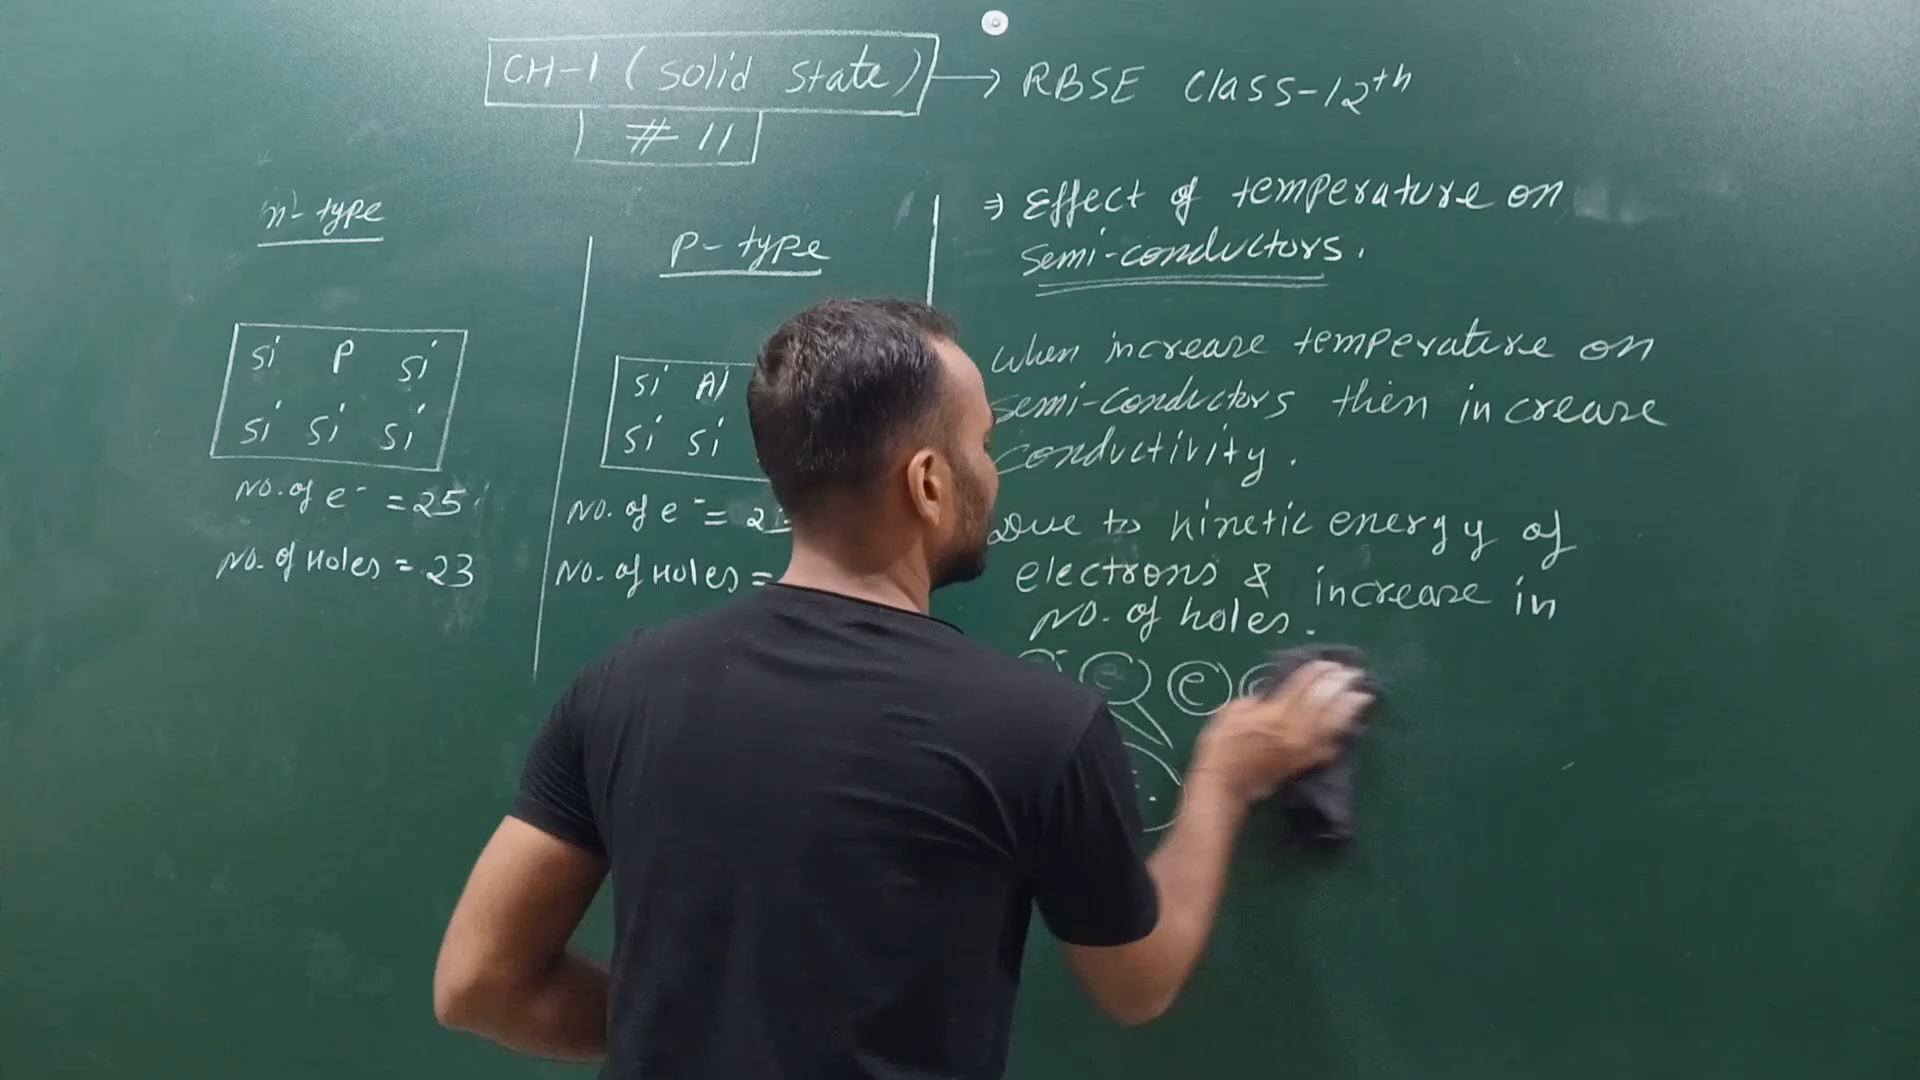 CH-1 (Solid State) → RBSE Class-12th
# 11
n-type
Si P Si
Si Si Si
No. of e- = 25
No. of Holes = 23
P-type
Si Al
Si Si
No. of e- =
No. of Holes =
⇒ Effect of temperature on
semi-conductors.
When increase temperature on
semi-conductors then increase
conductivity.
Due to kinetic energy of
electrons & increase in
No. of holes.
e e